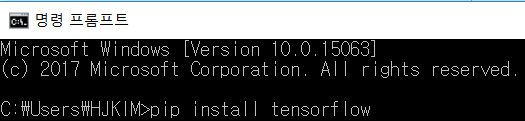 명령 프롬프트
Microsoft Windows [Version 10.0.15063]
(c) 2017 Microsoft Corporation. All rights reserved.
C:₩Users₩HJKIM>pip install tensorflow